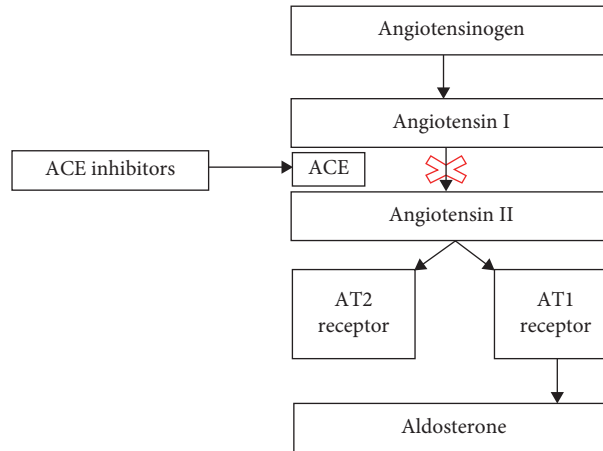 Angiotensinogen
Angiotensin I
ACE inhibitors
ACE
Angiotensin II
AT2
receptor
AT1
receptor
Aldosterone